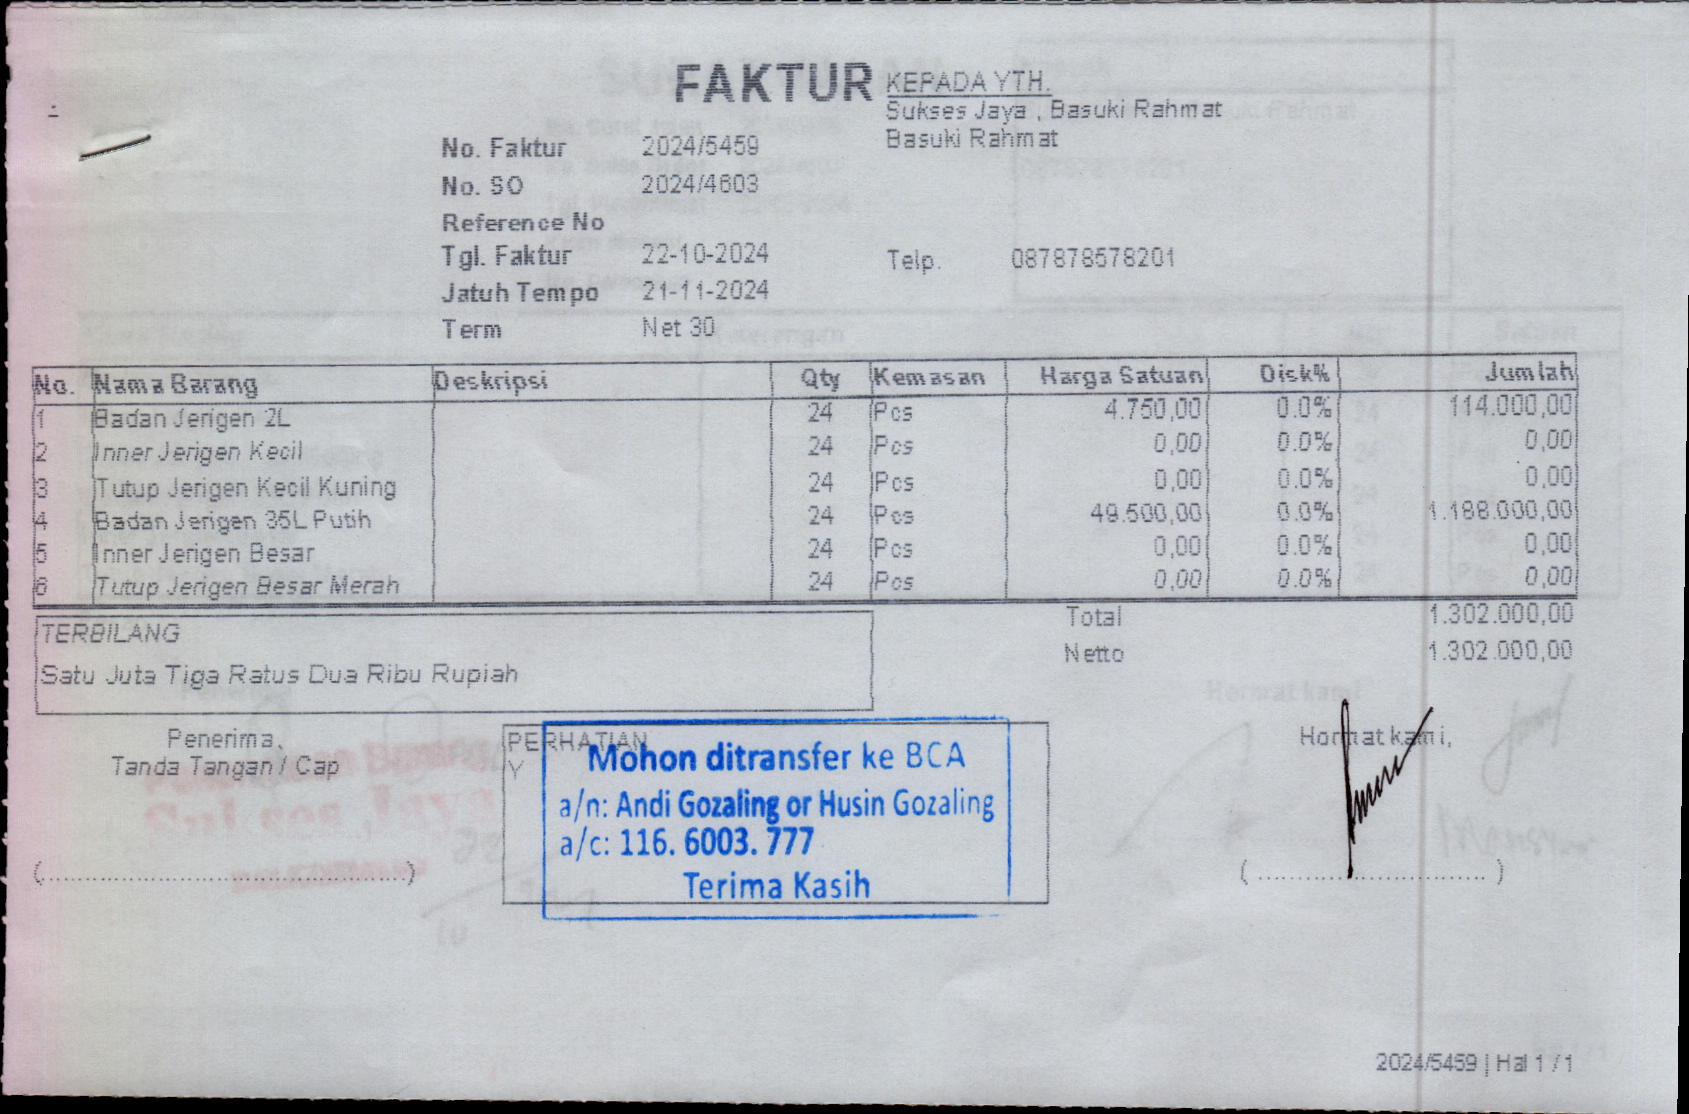 FAKTUR
KEPADA YTH.
Sukses Jaya , Basuki Rahmat
Basuki Rahmat
No. Faktur 2024/5459
No. SO 2024/4603
Reference No
Tgl. Faktur 22-10-2024
Telp. 087878578201
Jatuh Tempo 21-11-2024
Term Net 30
No. Nama Barang Deskripsi Qty Kemasan Harga Satuan Disk% Jumlah
1 Badan Jerigen 2L 24 Pcs 4.750,00 0.0% 114.000,00
2 Inner Jerigen Kecil 24 Pcs 0,00 0.0% 0,00
3 Tutup Jerigen Kecil Kuning 24 Pcs 0,00 0.0% 0,00
4 Badan Jerigen 35L Putih 24 Pcs 49.500,00 0.0% 1.188.000,00
5 Inner Jerigen Besar 24 Pcs 0,00 0.0% 0,00
6 Tutup Jerigen Besar Merah 24 Pcs 0,00 0.0% 0,00
Total 1.302.000,00
Netto 1.302.000,00
TERBILANG
Satu Juta Tiga Ratus Dua Ribu Rupiah
Penerima,
Tanda Tangan / Cap
(................................................)
PERHATIAN
Y
Mohon ditransfer ke BCA
a/n: Andi Gozaling or Husin Gozaling
a/c: 116. 6003. 777
Terima Kasih
Hormat kami,
(................................)
2024/5459 | Hal 1 / 1